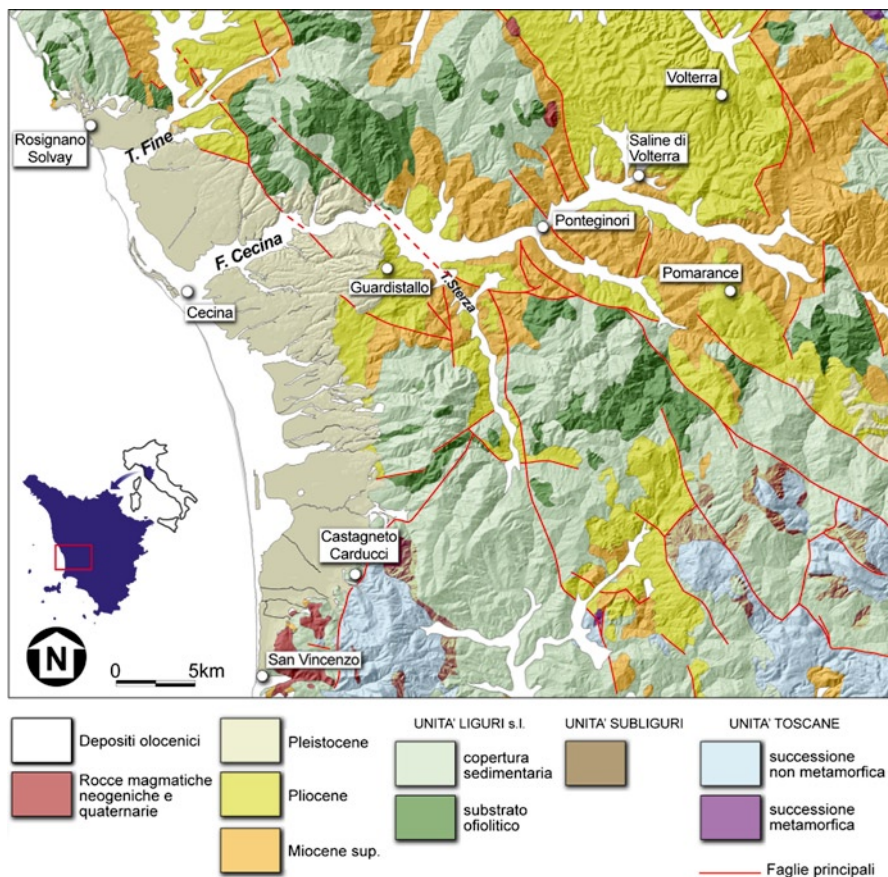 Volterra
Rosignano
Solvay
T. Fine
Saline di
Volterra
Ponteginori
F. Cecina
Guardistallo
T. Sterza
Pomarance
Cecina
Castagneto
Carducci
N
0 5km
San Vincenzo
Depositi olocenici
Rocce magmatiche
neogeniche e
quaternarie
Pleistocene
Pliocene
Miocene sup.
UNITA' LIGURI s.l.
copertura
sedimentaria
substrato
ofiolitico
UNITA' SUBLIGURI
UNITA' TOSCANE
successione
non metamorfica
successione
metamorfica
Faglie principali